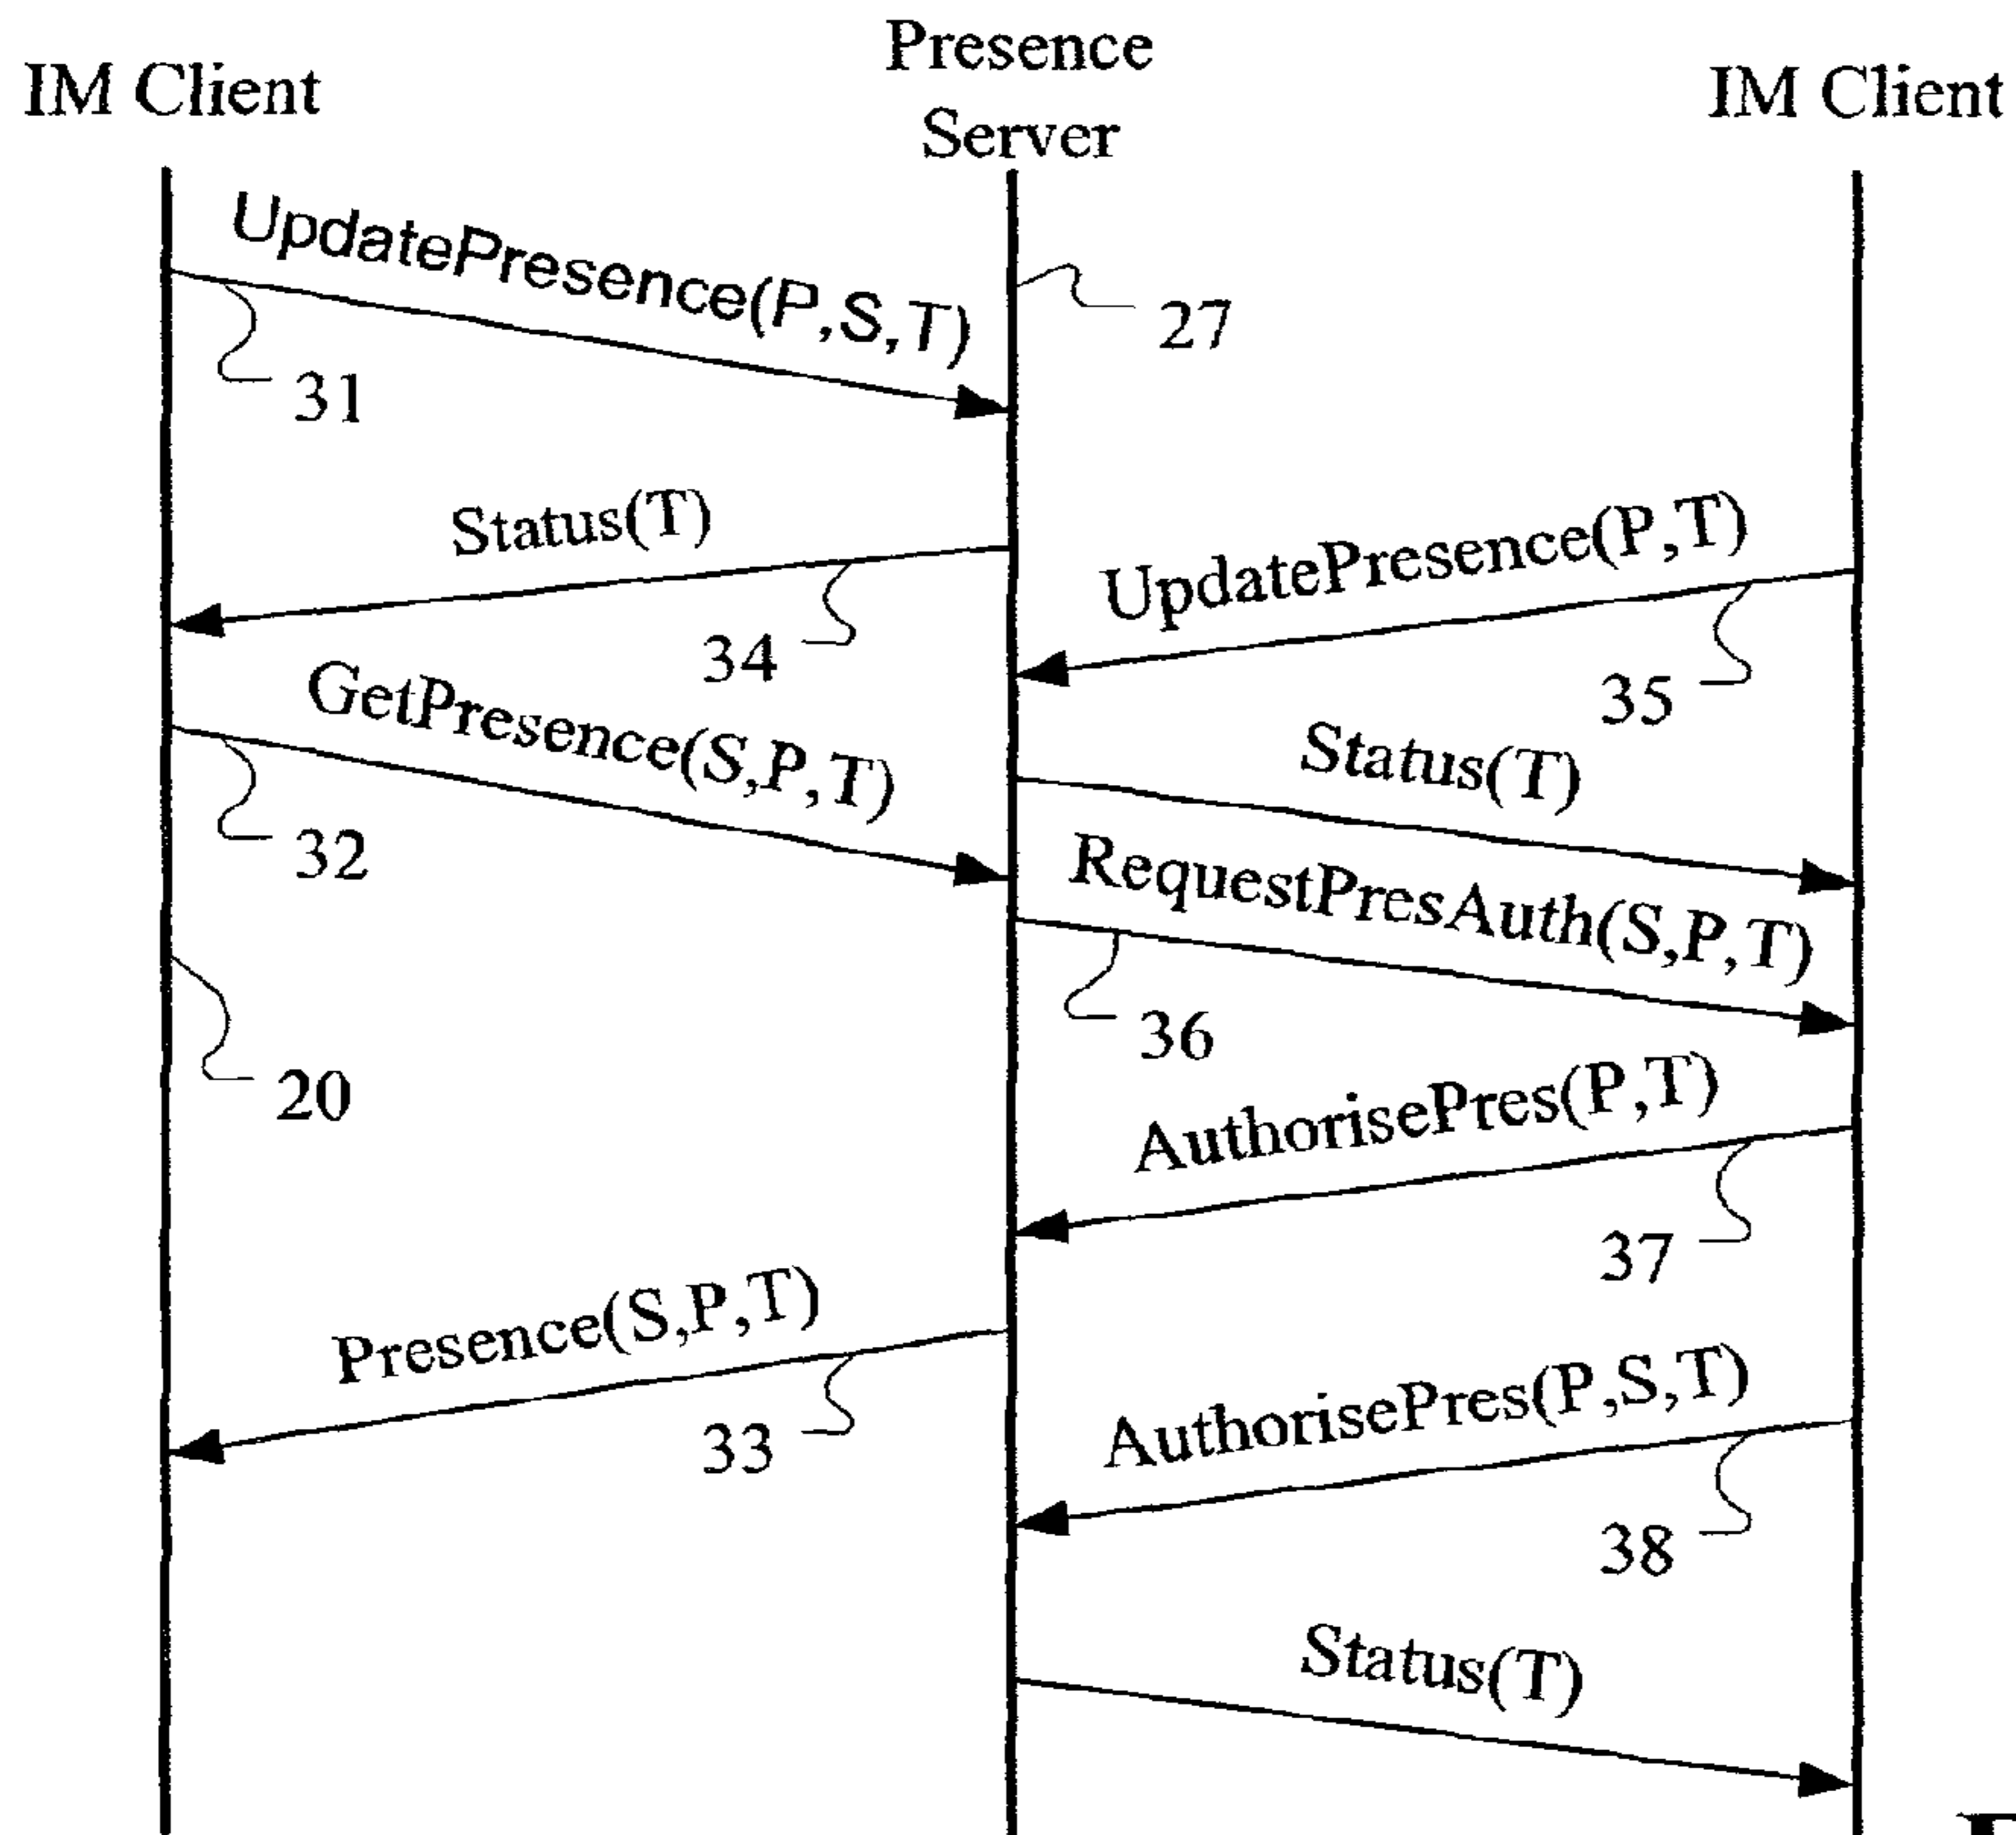 IM Client
Presence
Server
IM Client
UpdatePresence(P,S,T)
27
31
Status(T)
UpdatePresence(P,T)
34
35
GetPresence(S,P,T)
Status(T)
32
RequestPresAuth(S,P,T)
36
20
AuthorisePres(P,T)
37
Presence(S,P,T)
33
AuthorisePres(P,S,T)
38
Status(T)